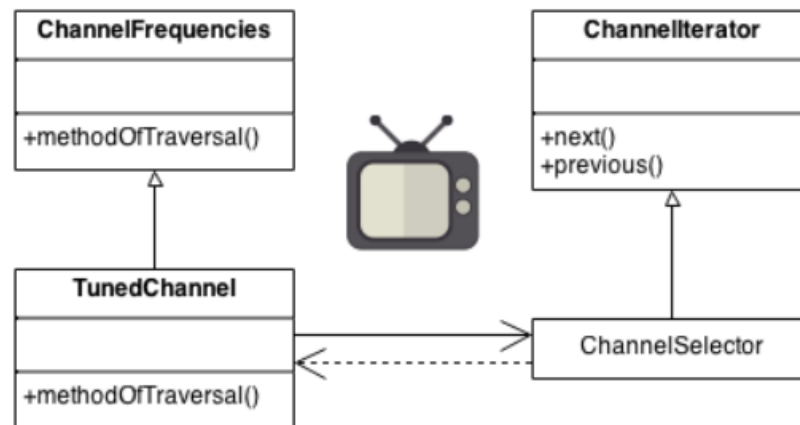 ChannelFrequencies
+methodOfTraversal()
ChannelIterator
+next()
+previous()
TunedChannel
+methodOfTraversal()
ChannelSelector